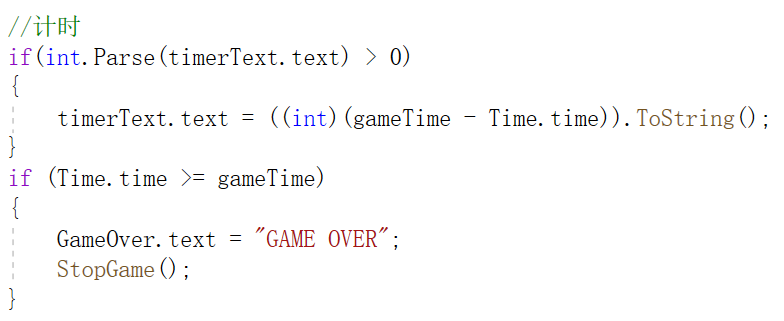 //计时
if(int.Parse(timerText.text) > 0)
{
    timerText.text = ((int)(gameTime - Time.time)).ToString();
}
if (Time.time >= gameTime)
{
    GameOver.text = "GAME OVER";
    StopGame();
}